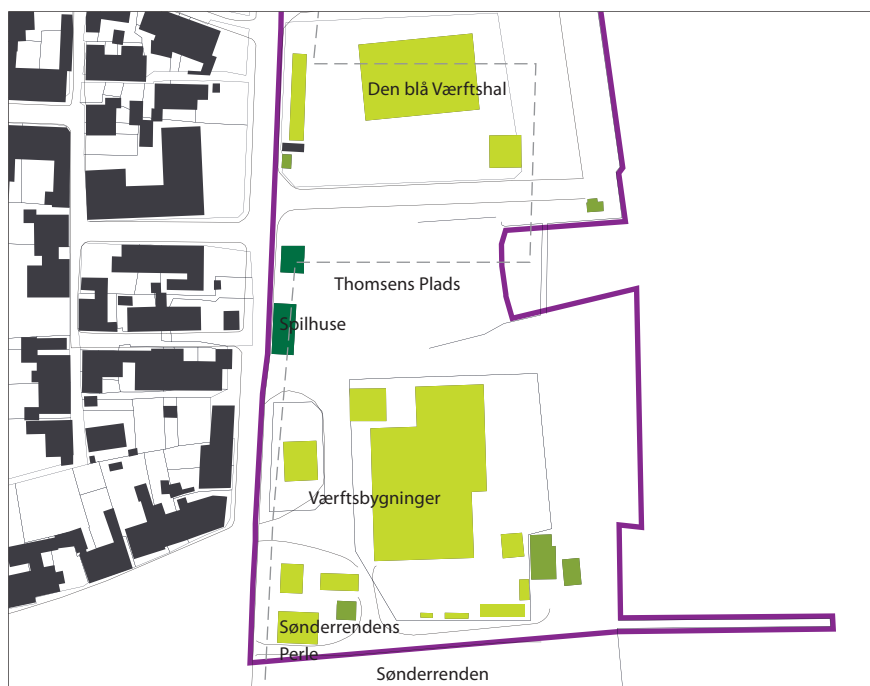 Den blå Værftshal
Thomsens Plads
Spilhuse
Værftsbygninger
Sønderrendens
Perle
Sønderrenden